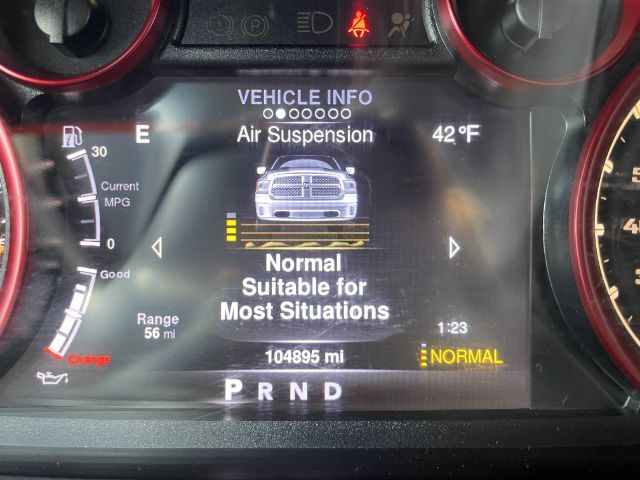 VEHICLE INFO
Air Suspension
E
42°F
30
Current
MPG
0
Good
Change
Normal
Suitable for
Most Situations
Range
56 mi
1:23
104895 mi
NORMAL
P R N D